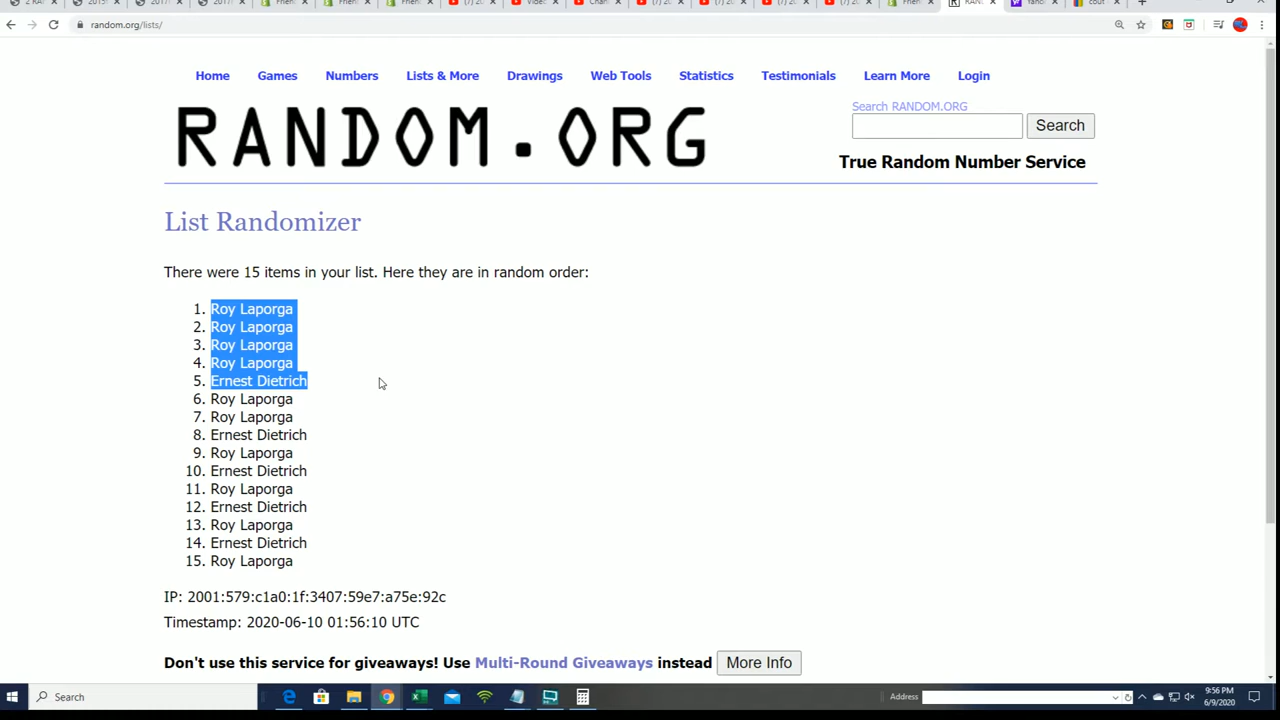 random.org/lists/
Home Games Numbers Lists & More Drawings Web Tools Statistics Testimonials Learn More Login
RANDOM.ORG
Search RANDOM.ORG
Search
True Random Number Service
List Randomizer
There were 15 items in your list. Here they are in random order:
1. Roy Laporga
2. Roy Laporga
3. Roy Laporga
4. Roy Laporga
5. Ernest Dietrich
6. Roy Laporga
7. Roy Laporga
8. Ernest Dietrich
9. Roy Laporga
10. Ernest Dietrich
11. Roy Laporga
12. Ernest Dietrich
13. Roy Laporga
14. Ernest Dietrich
15. Roy Laporga
IP: 2001:579:c1a0:1f:3407:59e7:a75e:92c
Timestamp: 2020-06-10 01:56:10 UTC
Don't use this service for giveaways! Use Multi-Round Giveaways instead More Info
Search Address 9:56 PM
6/9/2020